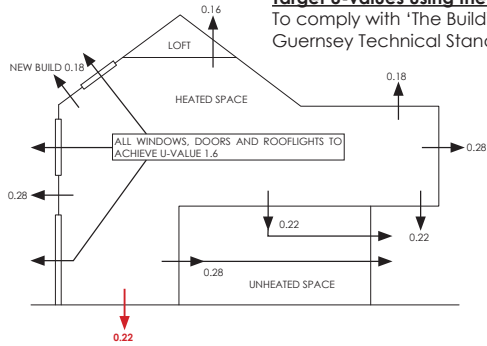 Target U-Values using the
To comply with 'The Build
Guernsey Technical Stand
0.16
LOFT
NEW BUILD 0.18
0.18
HEATED SPACE
ALL WINDOWS, DOORS AND ROOFLIGHTS TO
ACHIEVE U-VALUE 1.6
0.28
0.28
0.22
0.22
0.28
UNHEATED SPACE
0.22